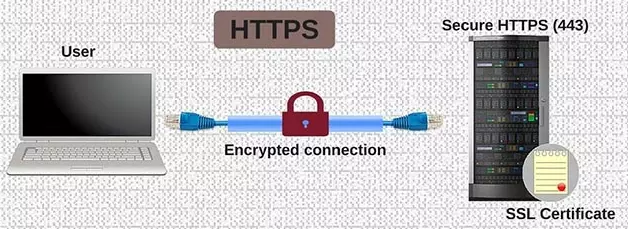 HTTPS
Secure HTTPS (443)
User
Encrypted connection
SSL Certificate